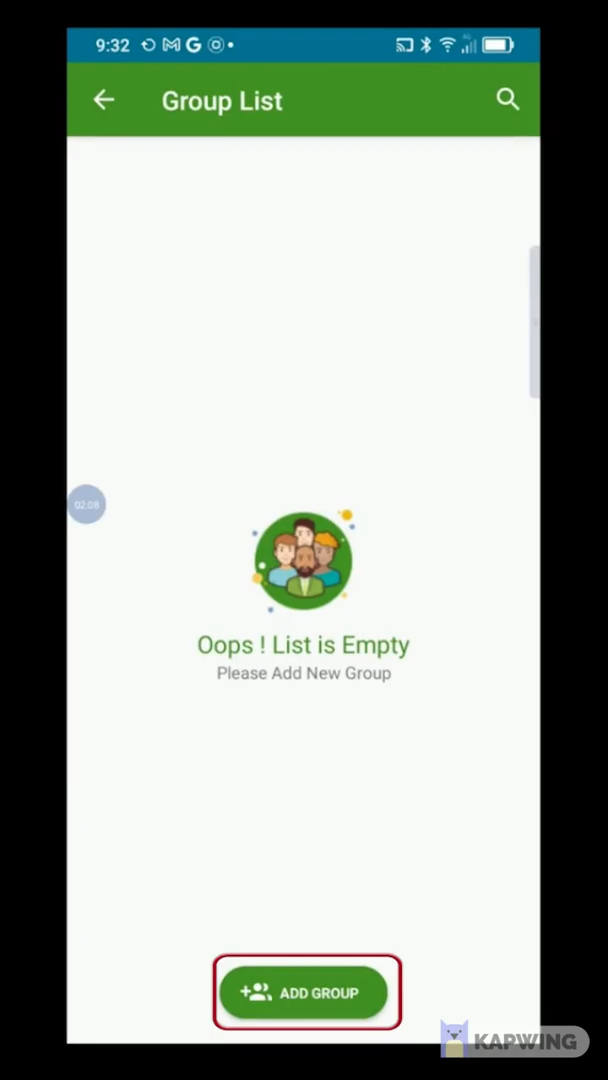 9:32
Group List
02:08
Oops ! List is Empty
Please Add New Group
ADD GROUP
KAPWING